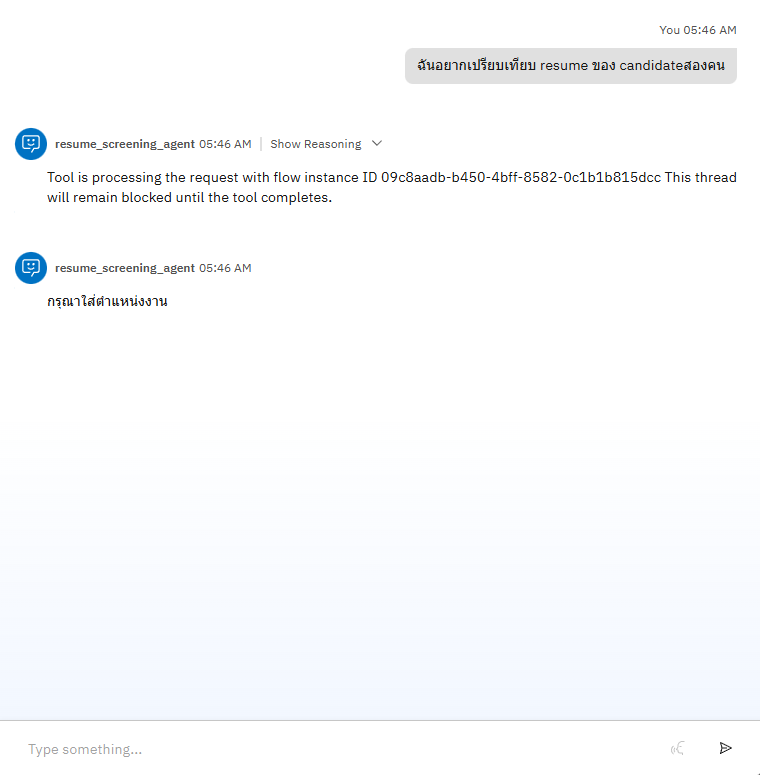 You 05:46 AM
ฉันอยากเปรียบเทียบ resume ของ candidateสองคน
resume_screening_agent 05:46 AM Show Reasoning
Tool is processing the request with flow instance ID 09c8aadb-b450-4bff-8582-0c1b1b815dcc This thread
will remain blocked until the tool completes.
resume_screening_agent 05:46 AM
กรุณาใส่ตำแหน่งงาน
Type something...